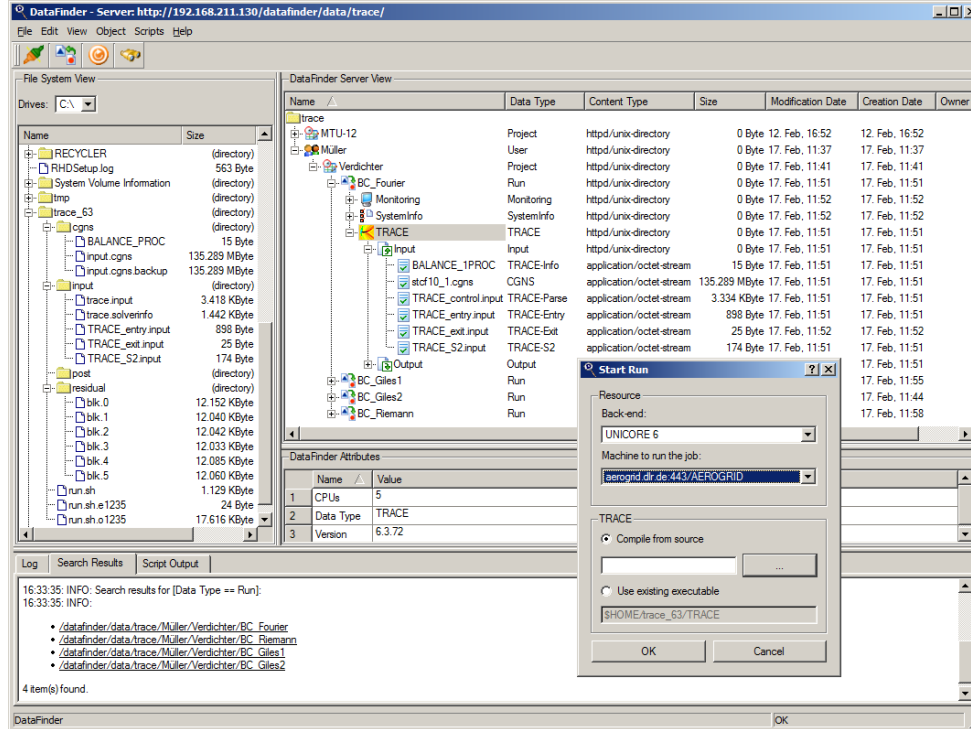 DataFinder - Server: http://192.168.211.130/datafinder/data/trace/
File Edit View Object Scripts Help
File System View
Drives: C:\
Name Size
RECYCLER (directory)
RHDSetup.log 563 Byte
System Volume Information (directory)
tmp (directory)
trace_63 (directory)
cgns (directory)
BALANCE_PROC 15 Byte
input.cgns 135.289 MByte
input.cgns.backup 135.289 MByte
input (directory)
trace.input 3.418 KByte
trace.solverinfo 1.442 KByte
TRACE_entry.input 898 Byte
TRACE_exit.input 25 Byte
TRACE_S2.input 174 Byte
post (directory)
residual (directory)
blk.0 12.152 KByte
blk.1 12.040 KByte
blk.2 12.042 KByte
blk.3 12.033 KByte
blk.4 12.085 KByte
blk.5 12.060 KByte
run.sh 1.129 KByte
run.sh.e1235 24 Byte
run.sh.o1235 17.616 KByte
DataFinder Server View
Name Data Type Content Type Size Modification Date Creation Date Owner
trace
MTU-12 Project httpd/unix-directory 0 Byte 12. Feb, 16:52 12. Feb, 16:52
Müller User httpd/unix-directory 0 Byte 17. Feb, 11:37 17. Feb, 11:37
Verdichter Project httpd/unix-directory 0 Byte 17. Feb, 11:41 17. Feb, 11:41
BC_Fourier Run httpd/unix-directory 0 Byte 17. Feb, 11:51 17. Feb, 11:51
Monitoring Monitoring httpd/unix-directory 0 Byte 17. Feb, 11:52 17. Feb, 11:52
SystemInfo SystemInfo httpd/unix-directory 0 Byte 17. Feb, 11:52 17. Feb, 11:52
TRACE TRACE httpd/unix-directory 0 Byte 17. Feb, 11:51 17. Feb, 11:51
Input Input httpd/unix-directory 0 Byte 17. Feb, 11:51 17. Feb, 11:51
BALANCE_1PROC TRACE-Info application/octet-stream 15 Byte 17. Feb, 11:51 17. Feb, 11:51
stcf10_1.cgns CGNS application/octet-stream 135.289 MByte 17. Feb, 11:51 17. Feb, 11:51
TRACE_control.input TRACE-Parse application/octet-stream 3.334 KByte 17. Feb, 11:51 17. Feb, 11:51
TRACE_entry.input TRACE-Entry application/octet-stream 898 Byte 17. Feb, 11:51 17. Feb, 11:51
TRACE_exit.input TRACE-Exit application/octet-stream 25 Byte 17. Feb, 11:52 17. Feb, 11:52
TRACE_S2.input TRACE-S2 application/octet-stream 174 Byte 17. Feb, 11:51 17. Feb, 11:51
Output Output 17. Feb, 11:51
BC_Giles1 Run 17. Feb, 11:55
BC_Giles2 Run 17. Feb, 11:44
BC_Riemann Run 17. Feb, 11:58
DataFinder Attributes
Name Value
1 CPUs 5
2 Data Type TRACE
3 Version 6.3.72
Start Run
Resource
Back-end:
UNICORE 6
Machine to run the job:
aerogrid.dlr.de:443/AEROGRID
TRACE
Compile from source
...
Use existing executable
$HOME/trace_63/TRACE
OK Cancel
Log Search Results Script Output
16:33:35: INFO: Search results for [Data Type == Run]:
16:33:35: INFO:
• /datafinder/data/trace/Müller/Verdichter/BC_Fourier
• /datafinder/data/trace/Müller/Verdichter/BC_Riemann
• /datafinder/data/trace/Müller/Verdichter/BC_Giles1
• /datafinder/data/trace/Müller/Verdichter/BC_Giles2
4 item(s) found.
DataFinder OK